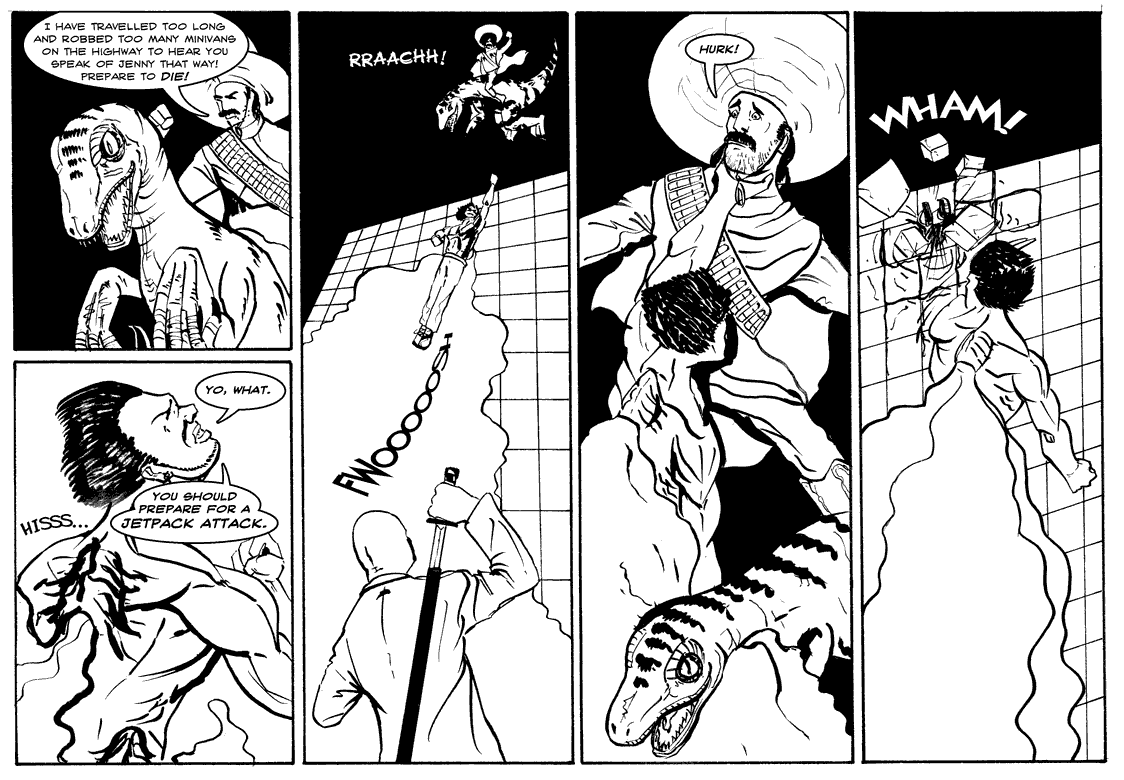 I HAVE TRAVELLED TOO LONG
AND ROBBED TOO MANY MINIVANS
ON THE HIGHWAY TO HEAR YOU
SPEAK OF JENNY THAT WAY!
PREPARE TO DIE!
YO, WHAT.
YOU SHOULD
PREPARE FOR A
JETPACK ATTACK.
HISSS...
RRAACHH!
FWOOOOOT
HURK!
WHAM!